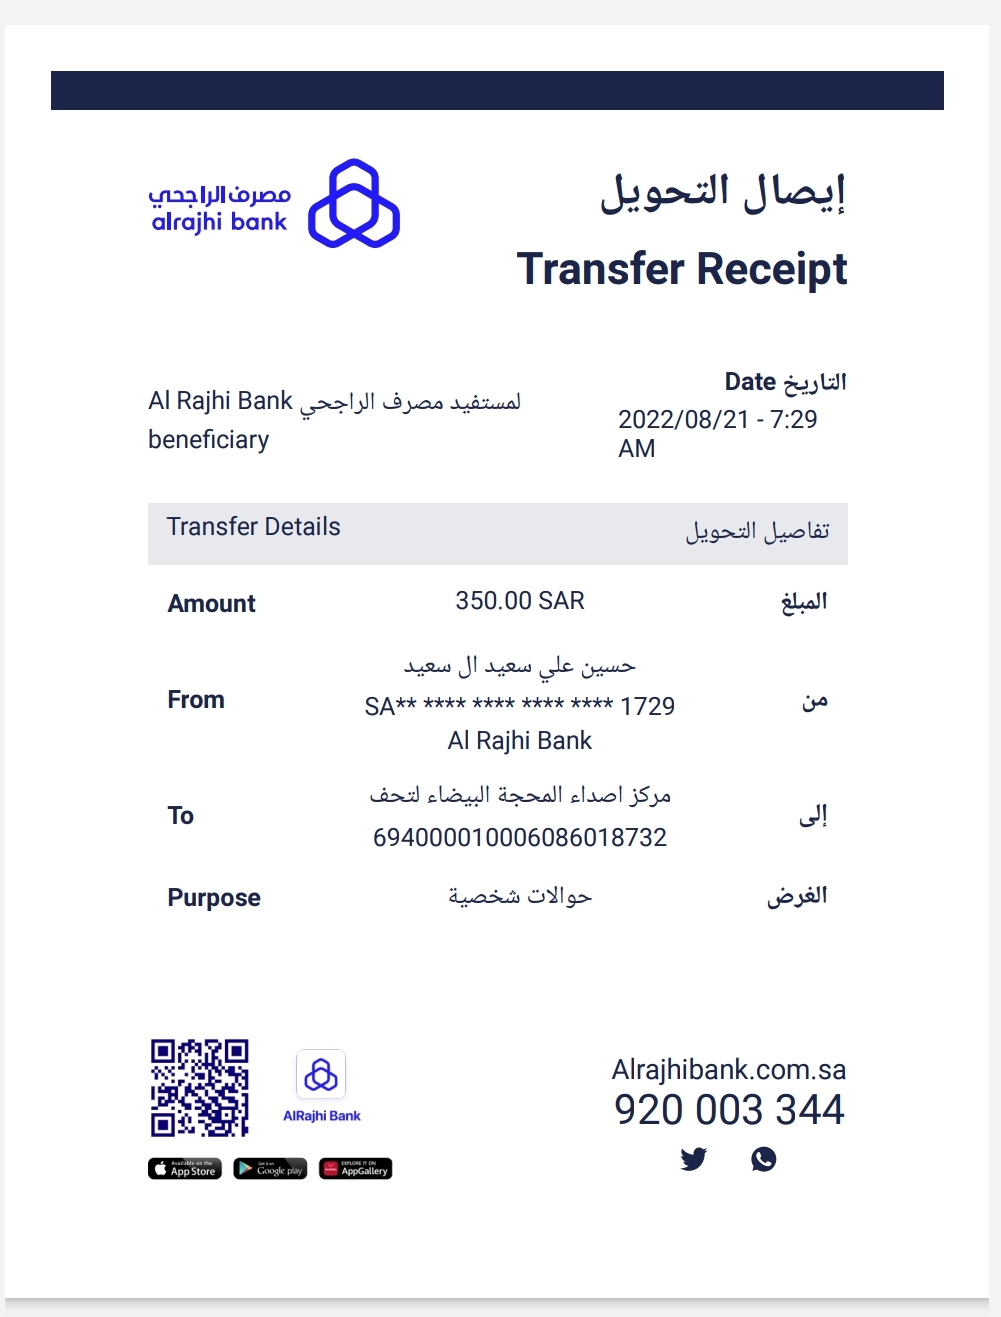 مصرف الراجحي
alrajhi bank
إيصال التحويل
Transfer Receipt
Al Rajhi Bank لمستفيد مصرف الراجحي
beneficiary
Date التاريخ
2022/08/21 - 7:29
AM
Transfer Details تفاصيل التحويل
Amount 350.00 SAR المبلغ
حسين علي سعيد ال سعيد
From SA** **** **** **** **** 1729 من
Al Rajhi Bank
مركز اصداء المحجة البيضاء لتحف
To إلى
694000010006086018732
Purpose حوالات شخصية الغرض
AlRajhi Bank
Available on the
App Store
Get it on
Google play
EXPLORE IT ON
AppGallery
Alrajhibank.com.sa
920 003 344